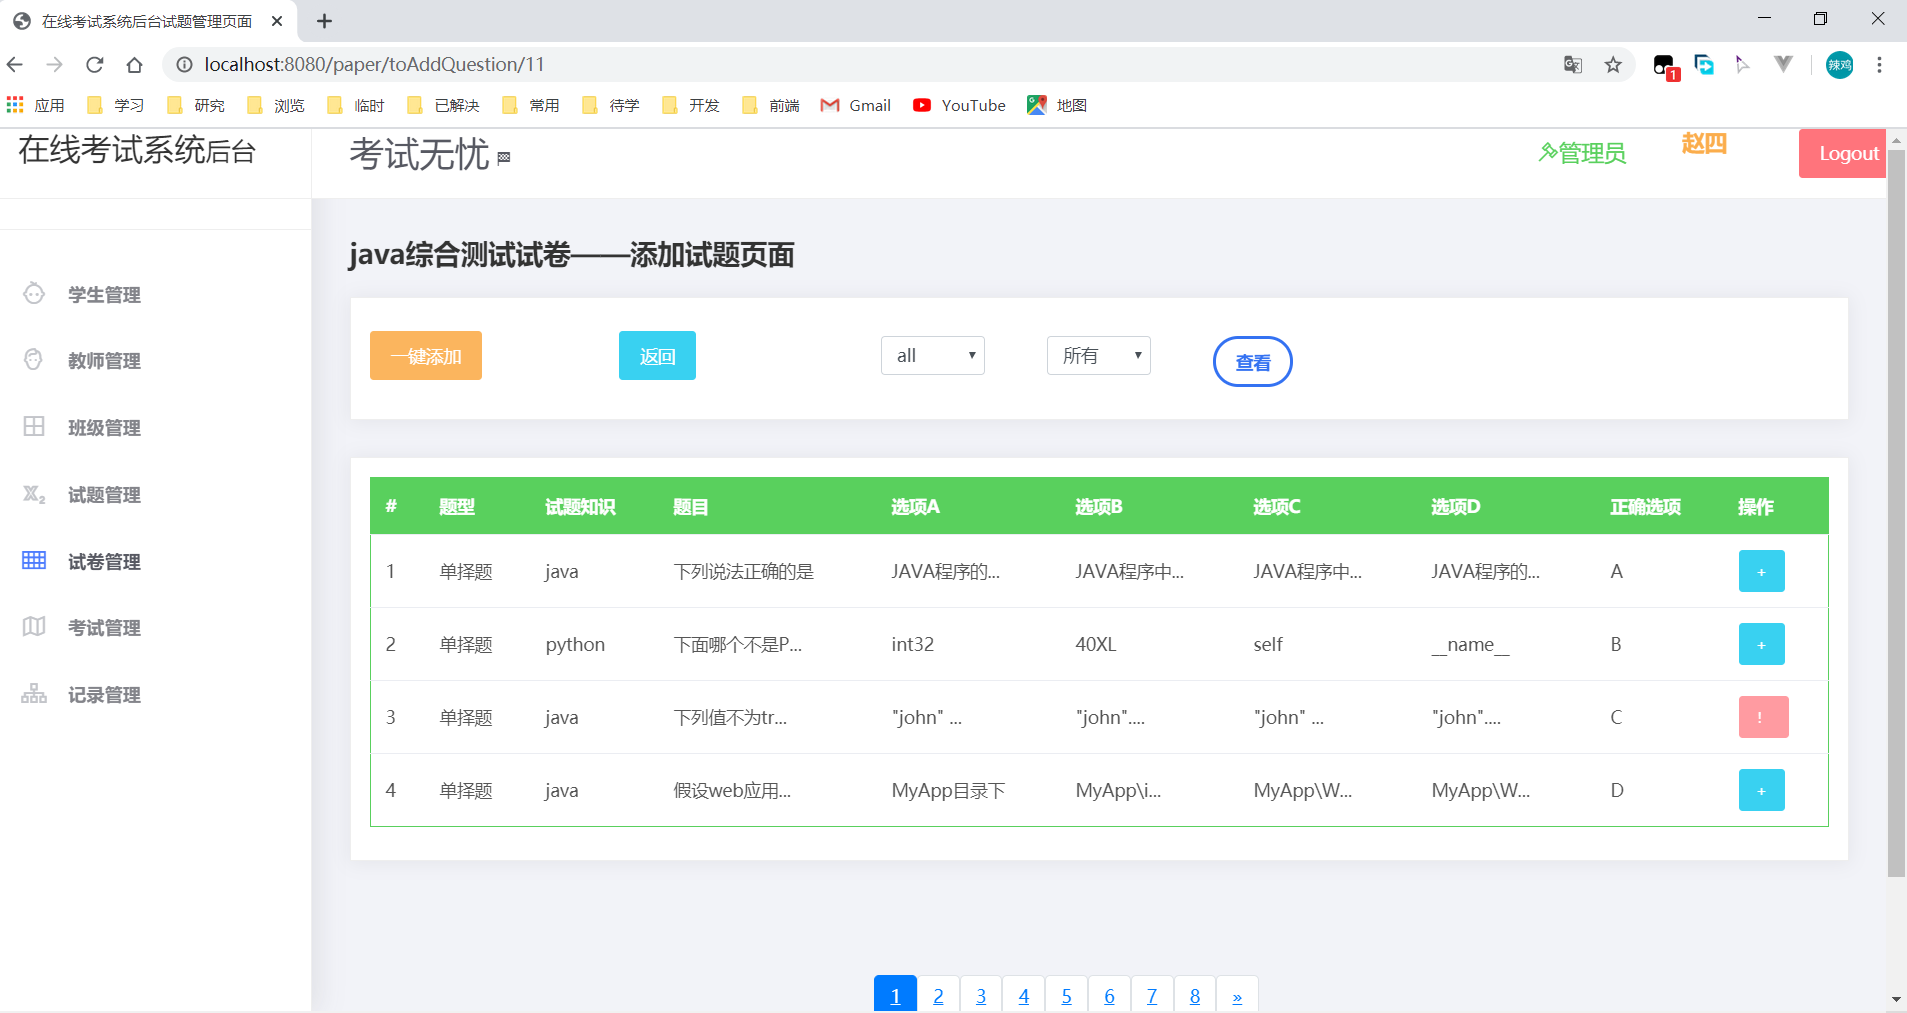 在线考试系统后台试题管理页面
localhost:8080/paper/toAddQuestion/11
1
辣鸡
应用 学习 研究 浏览 临时 已解决 常用 待学 开发 前端 Gmail YouTube 地图
在线考试系统后台
考试无忧
管理员
赵四
Logout
学生管理
教师管理
班级管理
X₂ 试题管理
试卷管理
考试管理
记录管理
java综合测试试卷——添加试题页面
一键添加 返回 all 所有 查看
# 题型 试题知识 题目 选项A 选项B 选项C 选项D 正确选项 操作
1 单择题 java 下列说法正确的是 JAVA程序的... JAVA程序中... JAVA程序中... JAVA程序的... A +
2 单择题 python 下面哪个不是P... int32 40XL self __name__ B +
3 单择题 java 下列值不为tr... "john" ... "john".... "john" ... "john".... C !
4 单择题 java 假设web应用... MyApp目录下 MyApp\i... MyApp\W... MyApp\W... D +
1 2 3 4 5 6 7 8 »